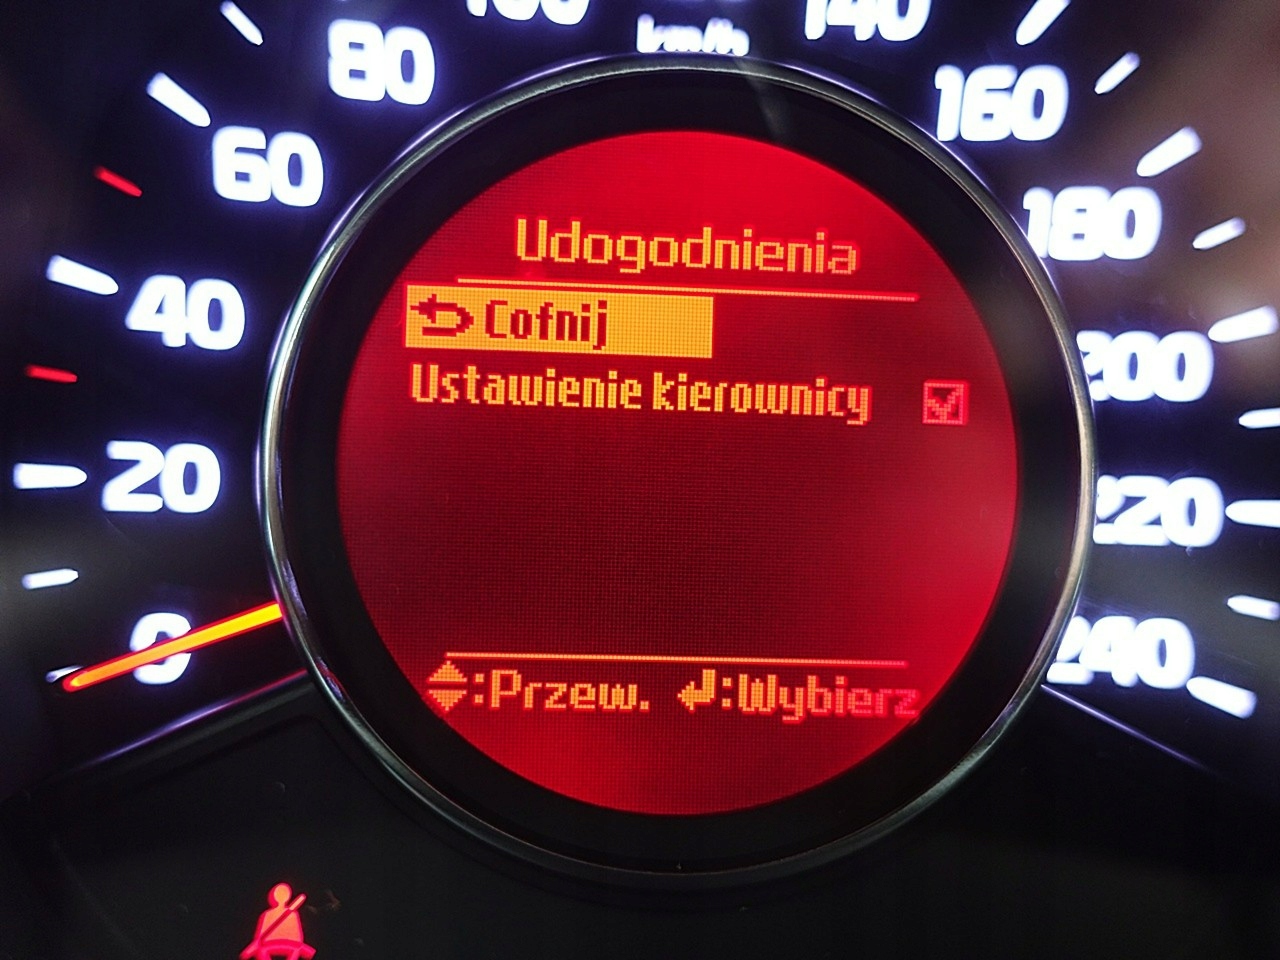 80
km/h
140
60
160
180
40
200
20
220
0
240
Udogodnienia
Cofnij
Ustawienie kierownicy
:Przew. :Wybierz